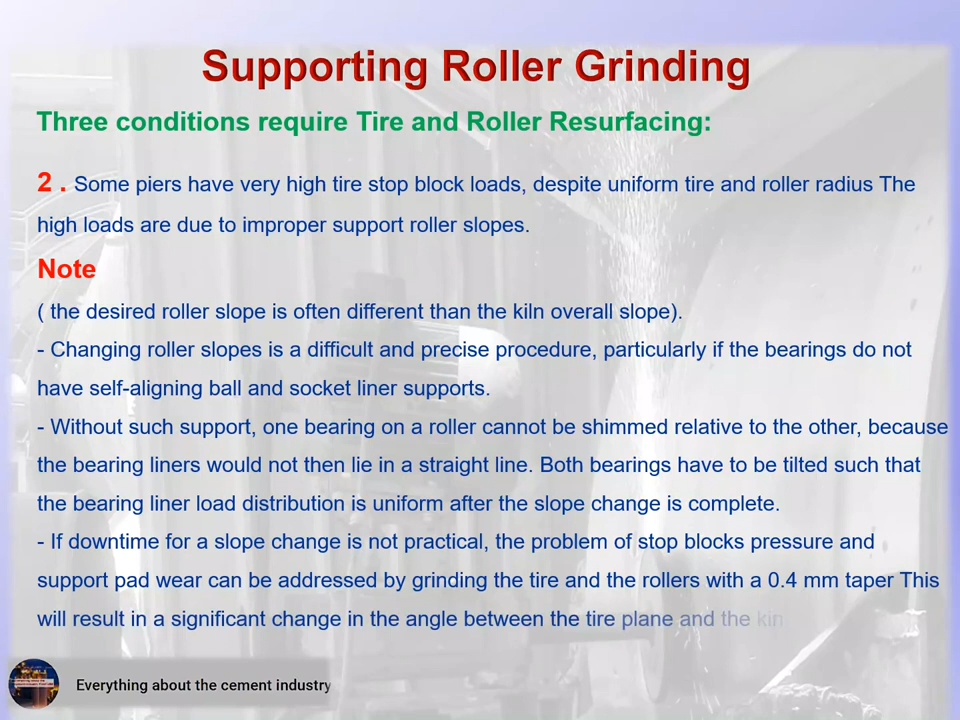 Supporting Roller Grinding
Three conditions require Tire and Roller Resurfacing:
2 . Some piers have very high tire stop block loads, despite uniform tire and roller radius The
high loads are due to improper support roller slopes.
Note
( the desired roller slope is often different than the kiln overall slope).
- Changing roller slopes is a difficult and precise procedure, particularly if the bearings do not
have self-aligning ball and socket liner supports.
- Without such support, one bearing on a roller cannot be shimmed relative to the other, because
the bearing liners would not then lie in a straight line. Both bearings have to be tilted such that
the bearing liner load distribution is uniform after the slope change is complete.
- If downtime for a slope change is not practical, the problem of stop blocks pressure and
support pad wear can be addressed by grinding the tire and the rollers with a 0.4 mm taper This
will result in a significant change in the angle between the tire plane and the
Everything about the cement industry